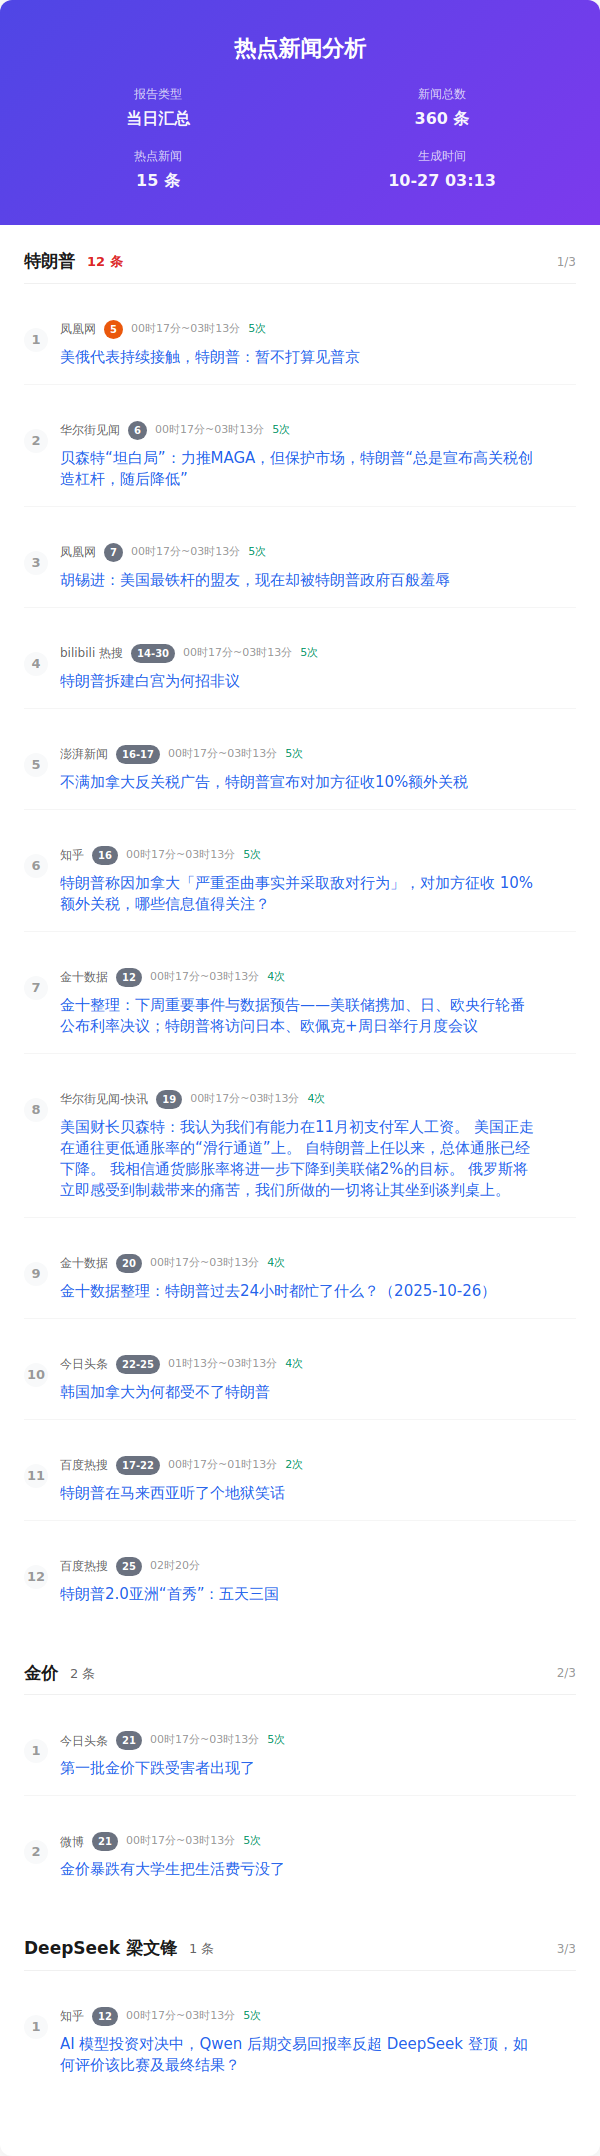 热点新闻分析
报告类型
当日汇总
新闻总数
360 条
热点新闻
15 条
生成时间
10-27 03:13
特朗普 12 条 1/3
1 凤凰网 5 00时17分~03时13分 5次
美俄代表持续接触，特朗普：暂不打算见普京
2 华尔街见闻 6 00时17分~03时13分 5次
贝森特“坦白局”：力推MAGA，但保护市场，特朗普“总是宣布高关税创
造杠杆，随后降低”
3 凤凰网 7 00时17分~03时13分 5次
胡锡进：美国最铁杆的盟友，现在却被特朗普政府百般羞辱
4 bilibili 热搜 14-30 00时17分~03时13分 5次
特朗普拆建白宫为何招非议
5 澎湃新闻 16-17 00时17分~03时13分 5次
不满加拿大反关税广告，特朗普宣布对加方征收10%额外关税
6 知乎 16 00时17分~03时13分 5次
特朗普称因加拿大「严重歪曲事实并采取敌对行为」，对加方征收 10%
额外关税，哪些信息值得关注？
7 金十数据 12 00时17分~03时13分 4次
金十整理：下周重要事件与数据预告——美联储携加、日、欧央行轮番
公布利率决议；特朗普将访问日本、欧佩克+周日举行月度会议
8 华尔街见闻-快讯 19 00时17分~03时13分 4次
美国财长贝森特：我认为我们有能力在11月初支付军人工资。 美国正走
在通往更低通胀率的“滑行通道”上。 自特朗普上任以来，总体通胀已经
下降。 我相信通货膨胀率将进一步下降到美联储2%的目标。 俄罗斯将
立即感受到制裁带来的痛苦，我们所做的一切将让其坐到谈判桌上。
9 金十数据 20 00时17分~03时13分 4次
金十数据整理：特朗普过去24小时都忙了什么？（2025-10-26）
10 今日头条 22-25 01时13分~03时13分 4次
韩国加拿大为何都受不了特朗普
11 百度热搜 17-22 00时17分~01时13分 2次
特朗普在马来西亚听了个地狱笑话
12 百度热搜 25 02时20分
特朗普2.0亚洲“首秀”：五天三国
金价 2 条 2/3
1 今日头条 21 00时17分~03时13分 5次
第一批金价下跌受害者出现了
2 微博 21 00时17分~03时13分 5次
金价暴跌有大学生把生活费亏没了
DeepSeek 梁文锋 1 条 3/3
1 知乎 12 00时17分~03时13分 5次
AI 模型投资对决中，Qwen 后期交易回报率反超 DeepSeek 登顶，如
何评价该比赛及最终结果？